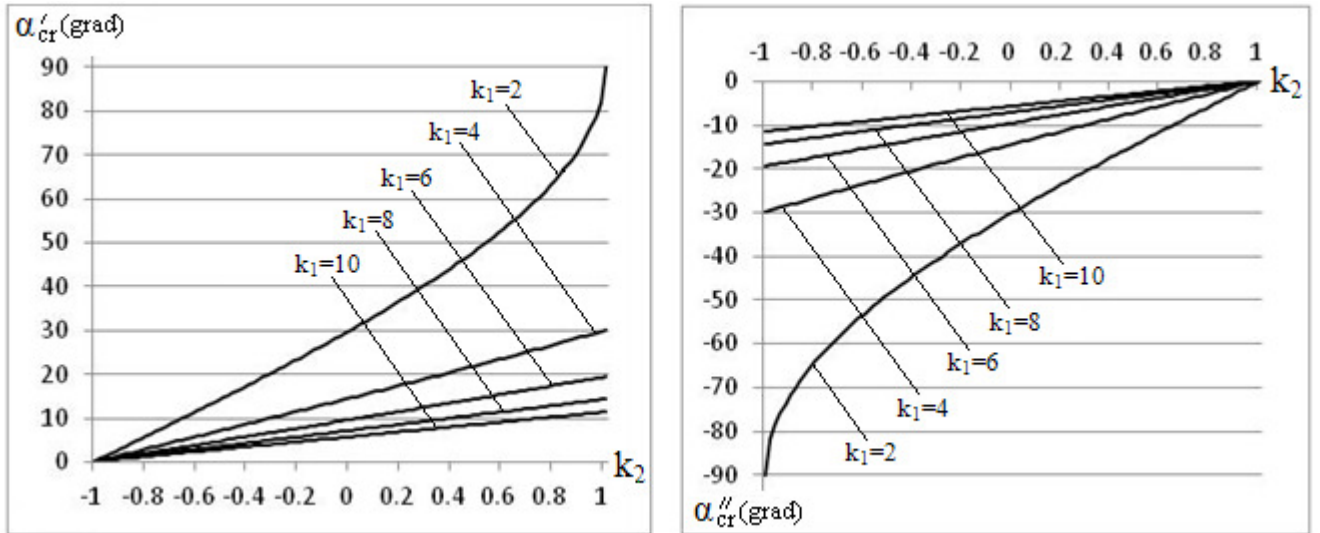 α′cr(grad)
90
80
70
60
50
40
30
20
10
0
k1=2
k1=4
k1=6
k1=8
k1=10
-1 -0.8 -0.6 -0.4 -0.2 0 0.2 0.4 0.6 0.8 1
k2
-1 -0.8 -0.6 -0.4 -0.2 0 0.2 0.4 0.6 0.8 1
k2
0
-10
-20
-30
-40
-50
-60
-70
-80
-90
k1=10
k1=8
k1=6
k1=4
k1=2
α″cr(grad)